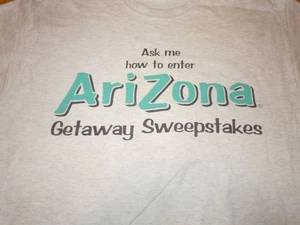 Ask me
how to enter
AriZona
Getaway Sweepstakes